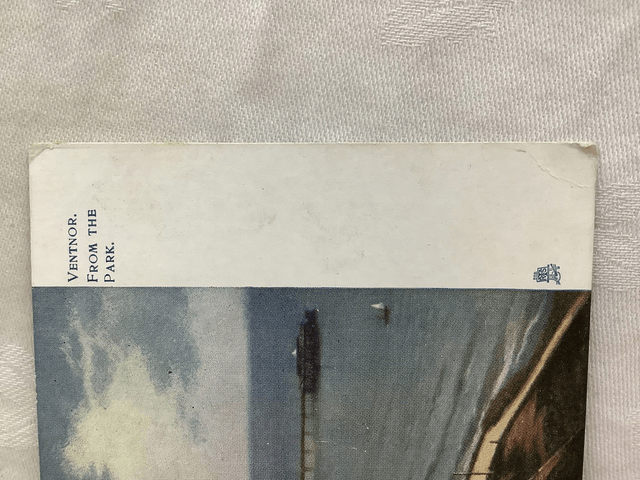 VENTNOR.
FROM THE
PARK.